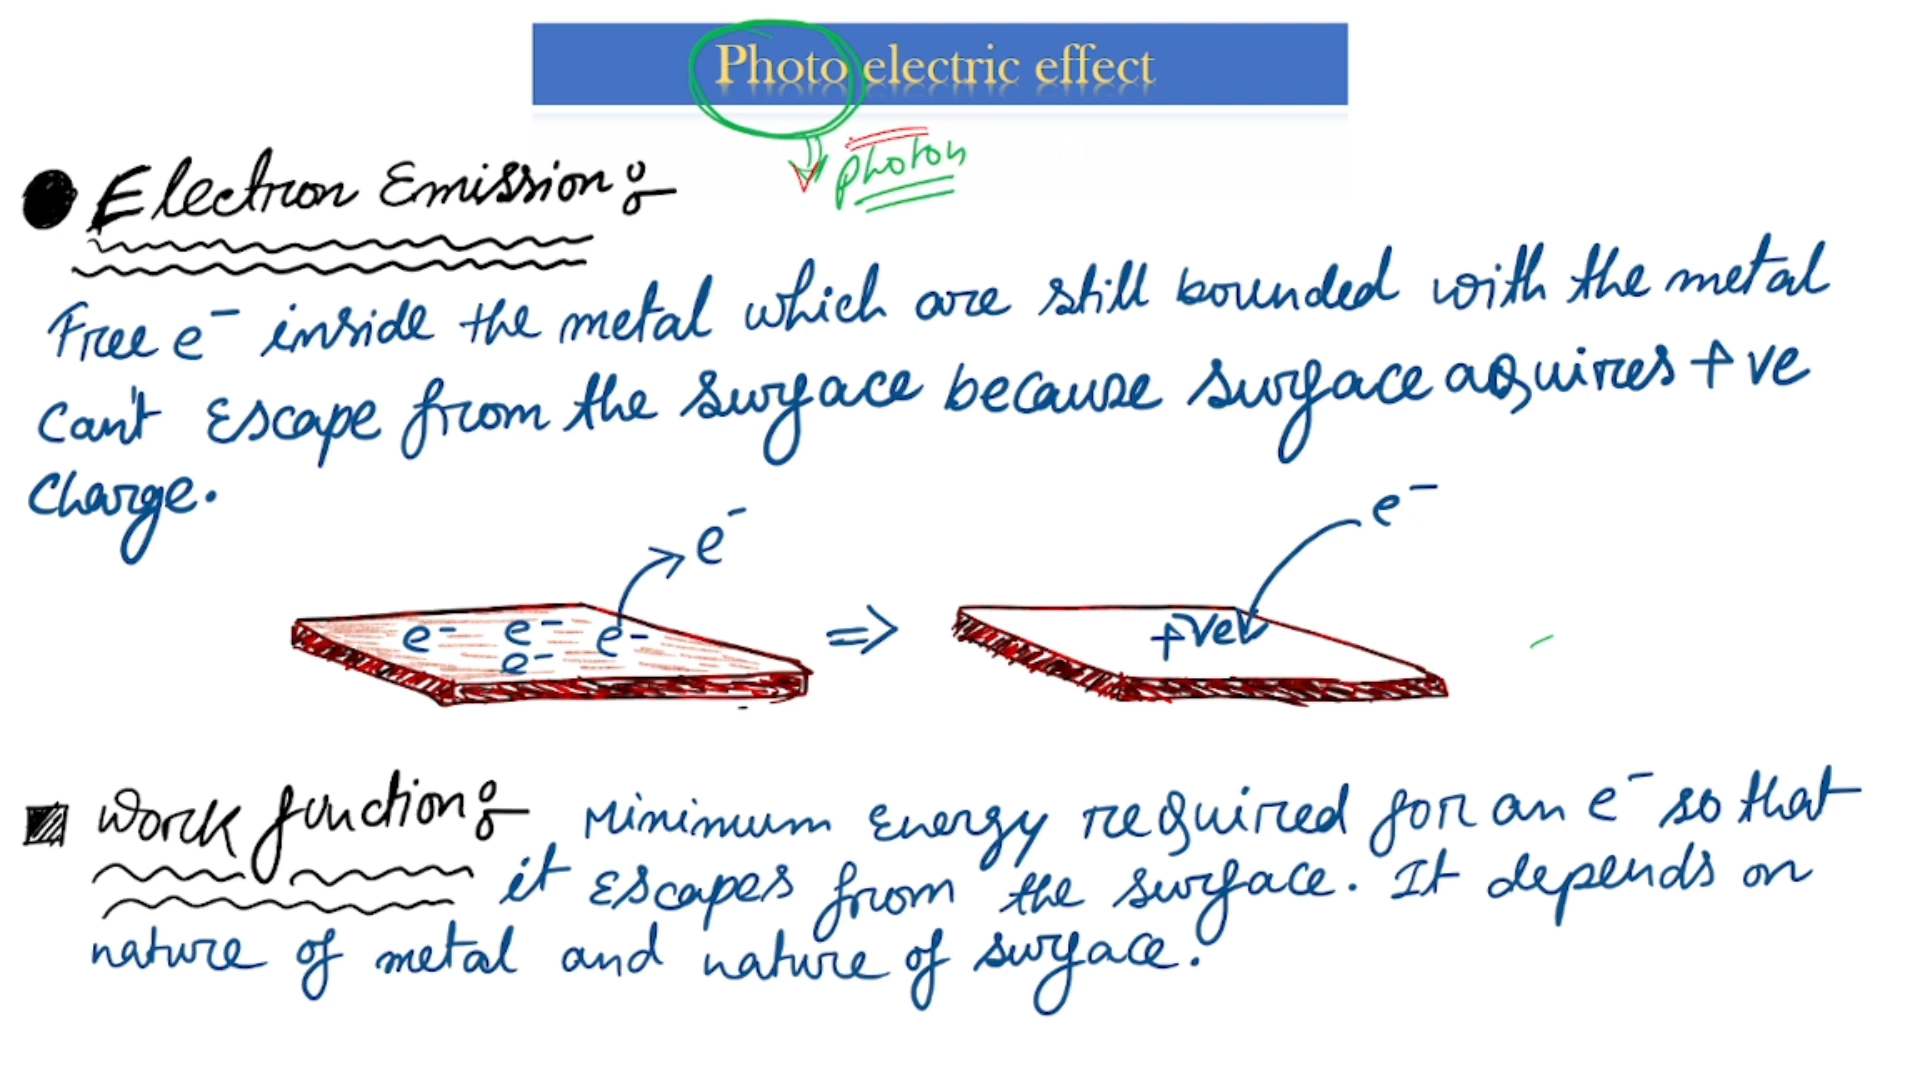 Photo electric effect
photon
Electron Emission:-
Free e⁻ inside the metal which are still bounded with the metal
can't Escape from the surface because surface aquires +ve
charge.
e⁻ e⁻
e⁻ e⁻ e⁻ ⇒ +ve
e⁻
Work function:- Minimum Energy required for an e⁻ so that
it Escapes from the surface. It depends on
nature of metal and nature of surface.